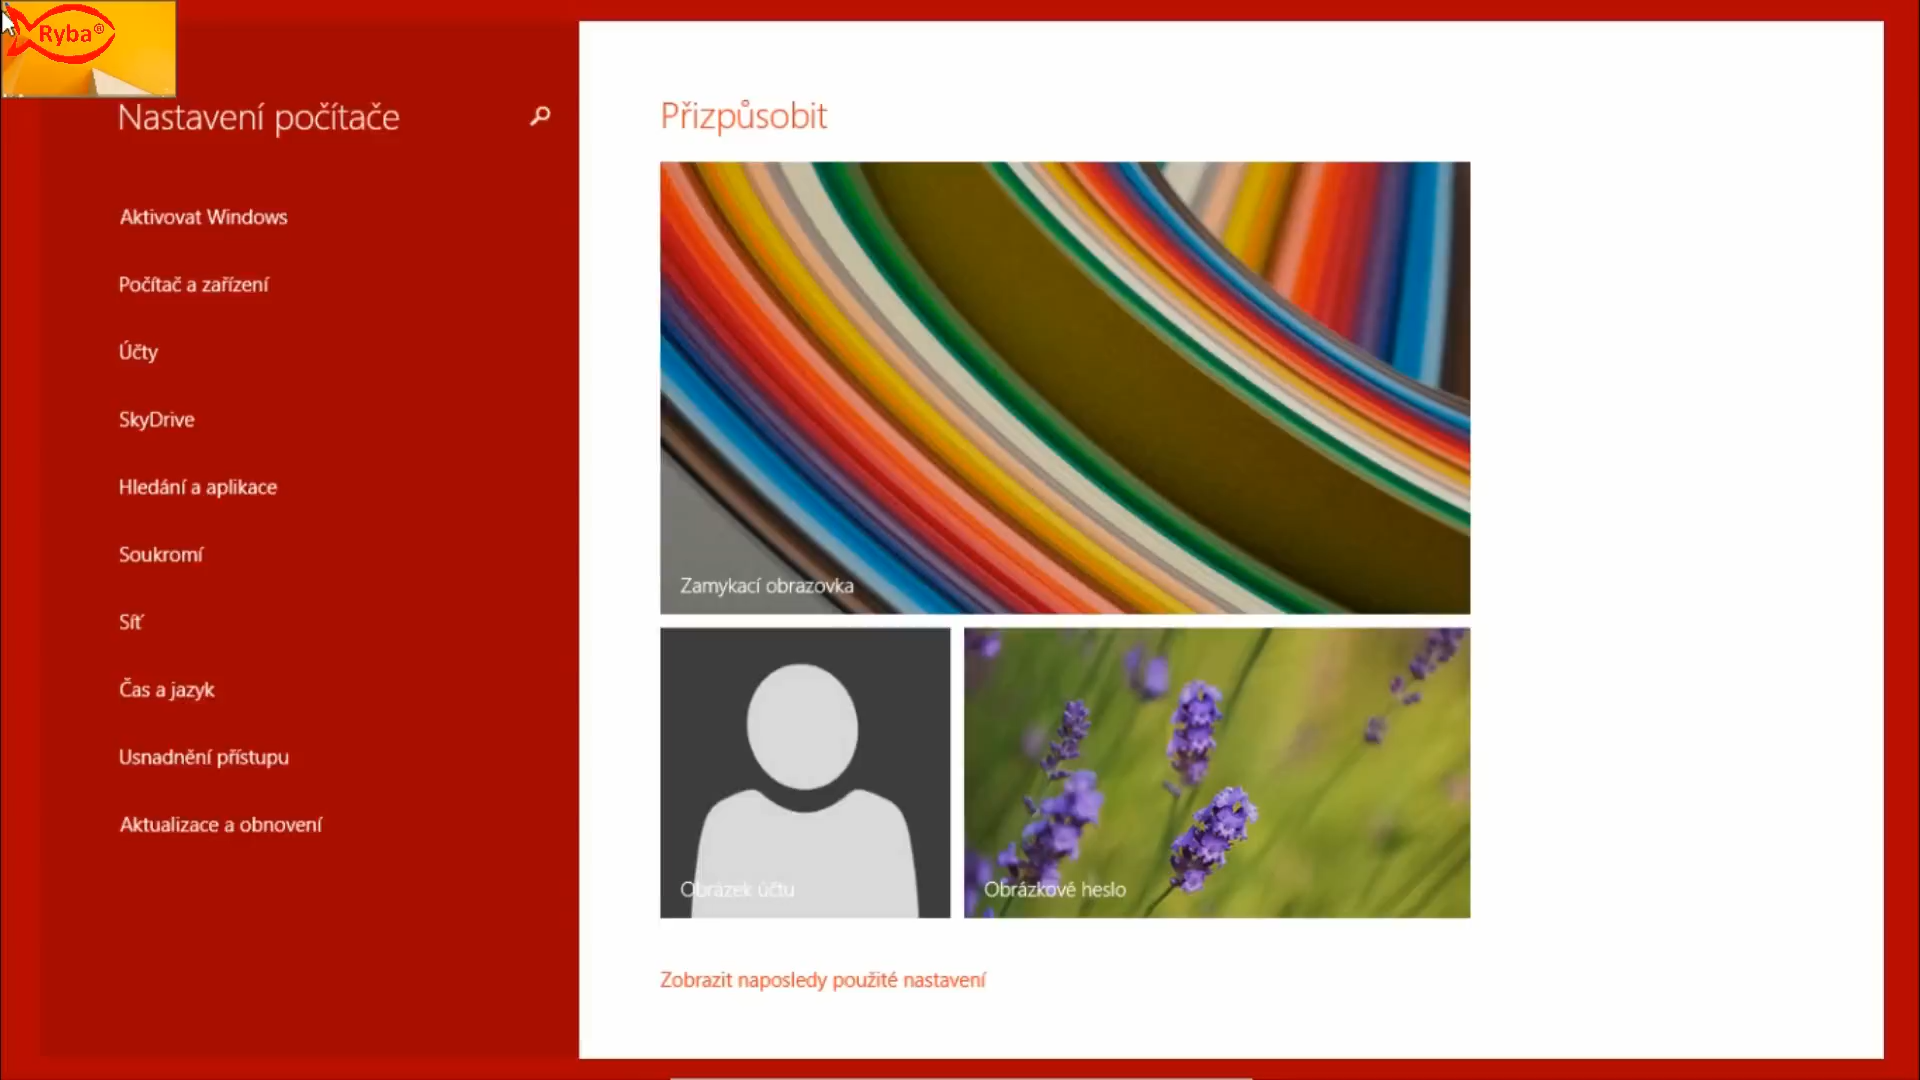 Ryba®
Nastavení počítače
Aktivovat Windows
Počítač a zařízení
Účty
SkyDrive
Hledání a aplikace
Soukromí
Síť
Čas a jazyk
Usnadnění přístupu
Aktualizace a obnovení
Přizpůsobit
Zamykací obrazovka
Obrázek účtu
Obrázkové heslo
Zobrazit naposledy použité nastavení